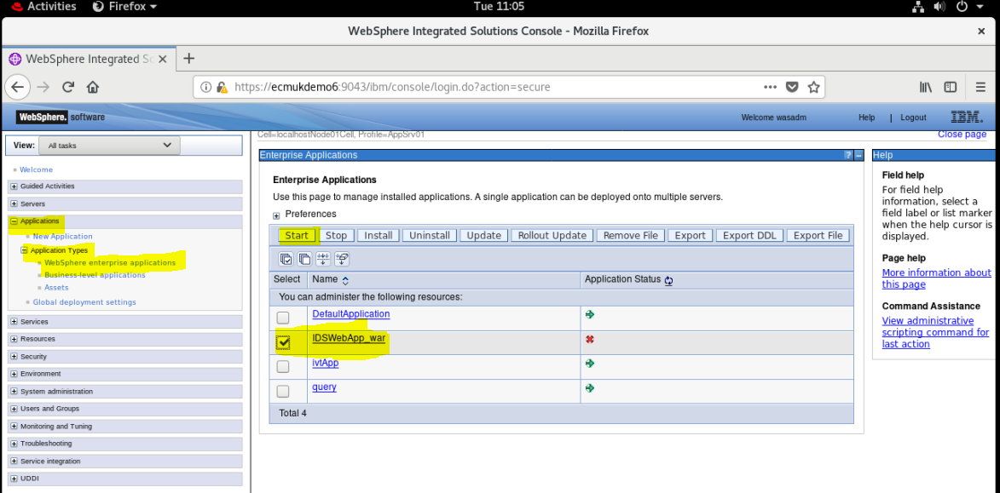 Activities Firefox Tue 11:05
WebSphere Integrated Solutions Console - Mozilla Firefox
WebSphere Integrated Sc
https://ecmukdemo6:9043/ibm/console/login.do?action=secure
WebSphere. software Welcome wasadm Help | Logout IBM.
View: All tasks
Welcome
Guided Activities
Servers
Applications
New Application
Application Types
WebSphere enterprise applications
Business-level applications
Assets
Global deployment settings
Services
Resources
Security
Environment
System administration
Users and Groups
Monitoring and Tuning
Troubleshooting
Service integration
UDDI
Cell=localhostNode01Cell, Profile=AppSrv01
Close page
Enterprise Applications ? –
Enterprise Applications
Use this page to manage installed applications. A single application can be deployed onto multiple servers.
Preferences
Start Stop Install Uninstall Update Rollout Update Remove File Export Export DDL Export File
Select Name Application Status
You can administer the following resources:
DefaultApplication
IDSWebApp_war
ivtApp
query
Total 4
Help
Field help
For field help
information, select a
field label or list marker
when the help cursor is
displayed.
Page help
More information about
this page
Command Assistance
View administrative
scripting command for
last action